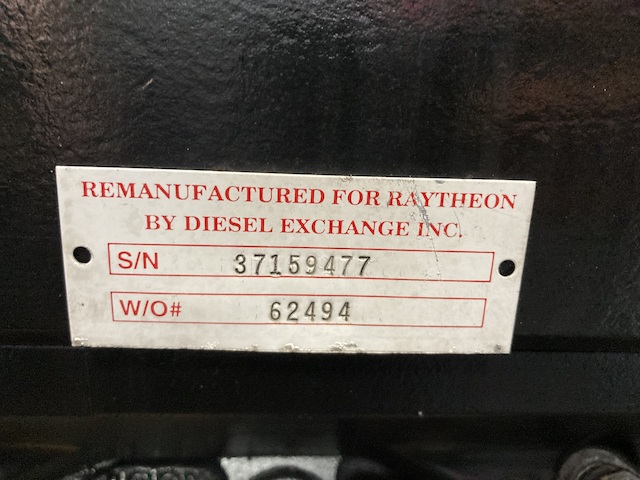 REMANUFACTURED FOR RAYTHEON
BY DIESEL EXCHANGE INC.
S/N 37159477
W/O# 62494